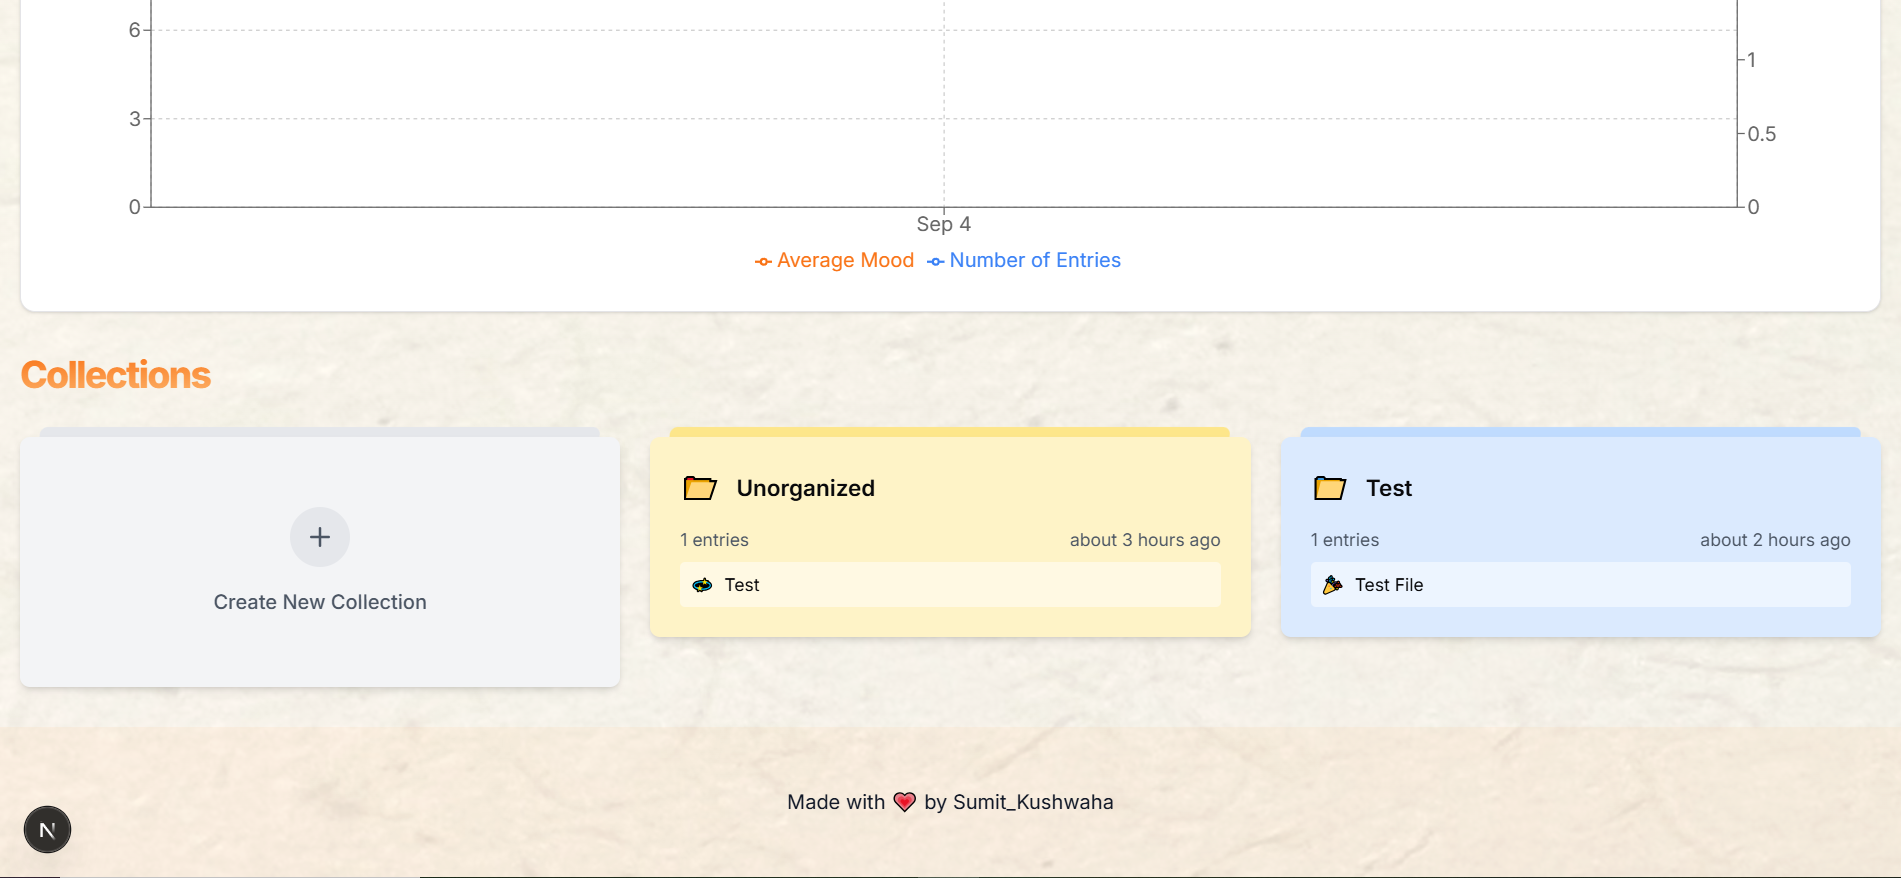 6
1
3
0.5
0
0
Sep 4
Average Mood Number of Entries
Collections
Create New Collection
Unorganized
1 entries about 3 hours ago
Test
Test
1 entries about 2 hours ago
Test File
Made with ❤ by Sumit_Kushwaha
N